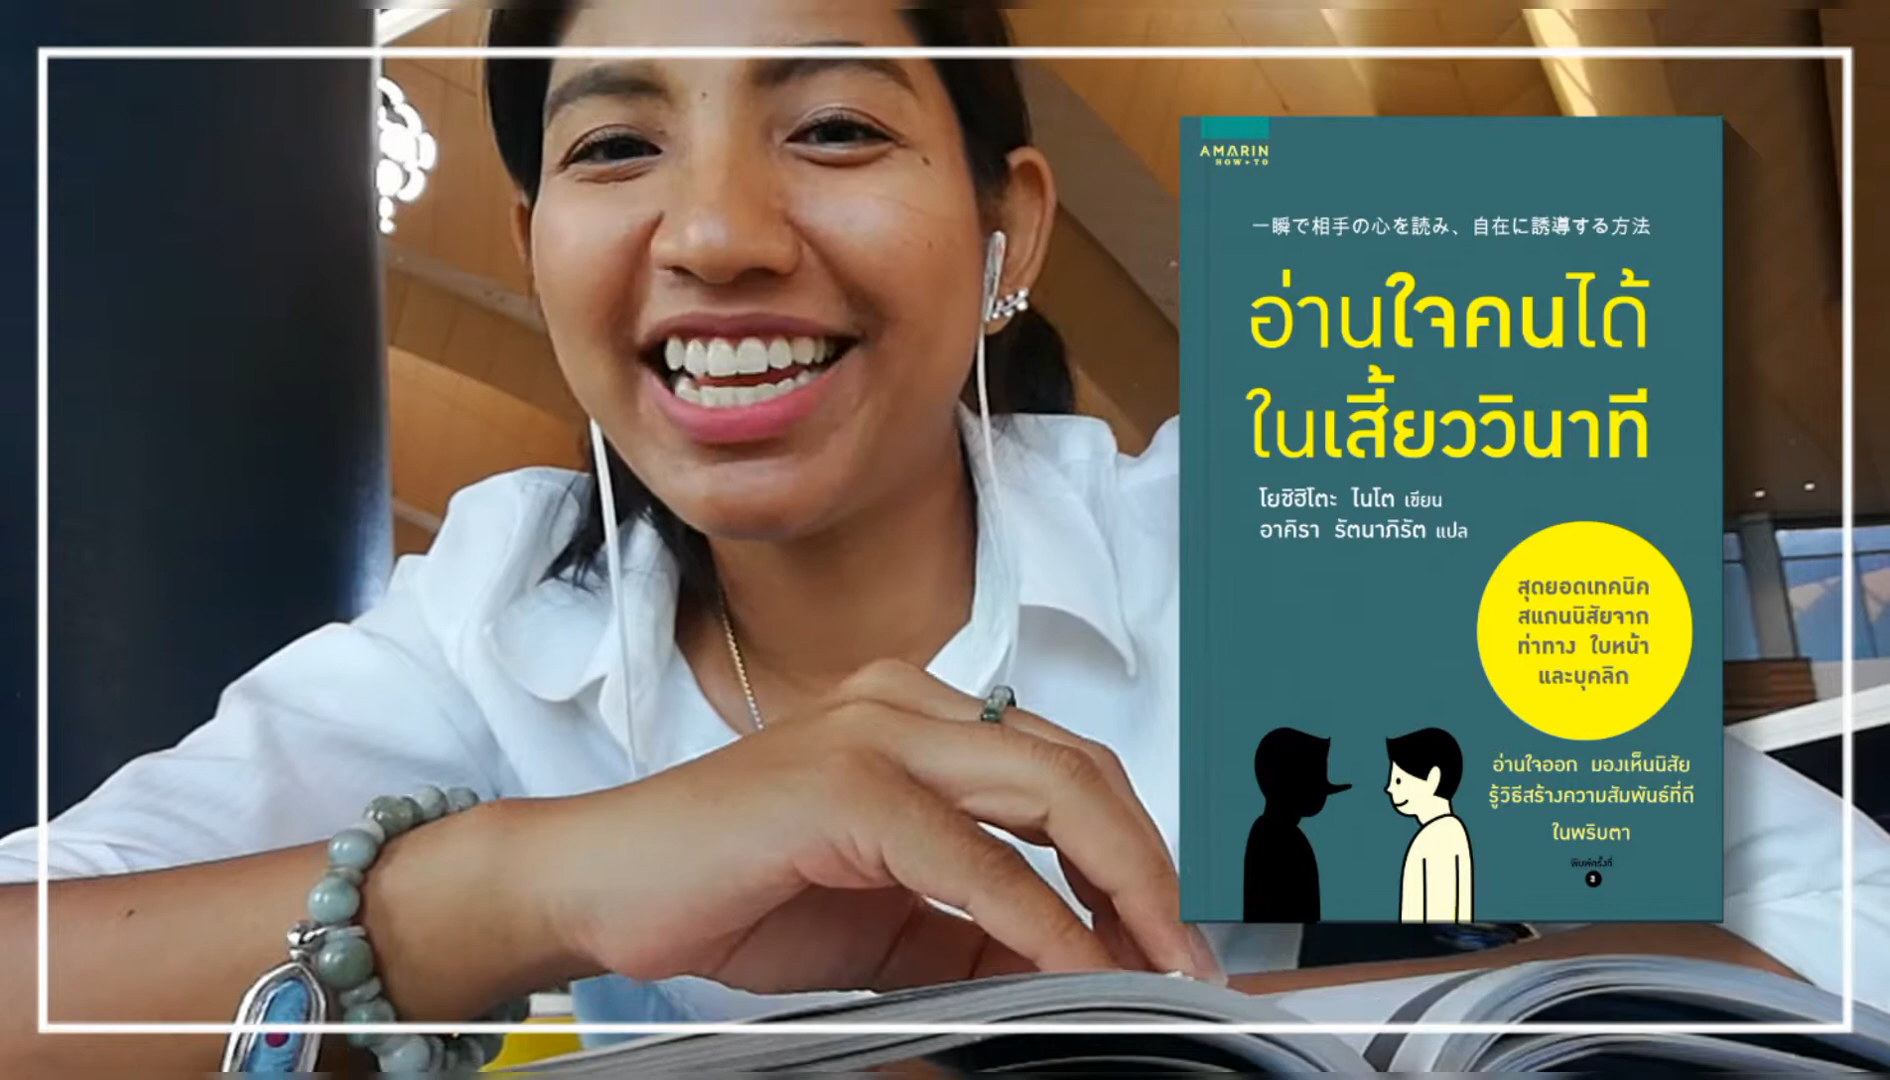 AMARIN
HOW•TO
一瞬で相手の心を読み、自在に誘導する方法
อ่านใจคนได้
ในเสี้ยววินาที
โยชิฮิโตะ ไนโต เขียน
อาคิรา รัตนาภิรัต แปล
สุดยอดเทคนิค
สแกนนิสัยจาก
ท่าทาง ใบหน้า
และบุคลิก
อ่านใจออก มองเห็นนิสัย
รู้วิธีสร้างความสัมพันธ์ที่ดี
ในพริบตา
พิมพ์ครั้งที่